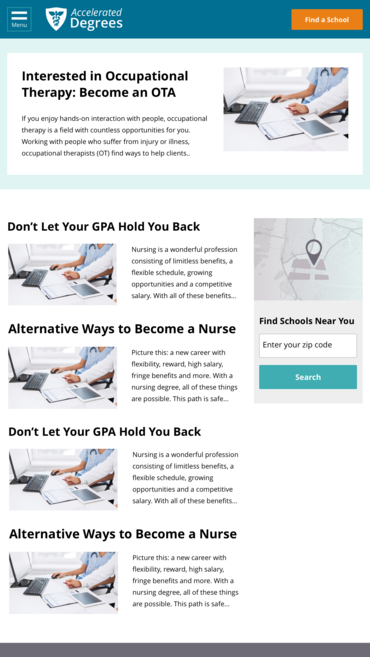 Menu
Accelerated
Degrees
Find a School
Interested in Occupational
Therapy: Become an OTA
If you enjoy hands-on interaction with people, occupational
therapy is a field with countless opportunities for you.
Working with people who suffer from injury or illness,
occupational therapists (OT) find ways to help clients..
Don’t Let Your GPA Hold You Back
Nursing is a wonderful profession
consisting of limitless benefits, a
flexible schedule, growing
opportunities and a competitive
salary. With all of these benefits...
Alternative Ways to Become a Nurse
Picture this: a new career with
flexibility, reward, high salary,
fringe benefits and more. With a
nursing degree, all of these things
are possible. This path is safe...
Don’t Let Your GPA Hold You Back
Nursing is a wonderful profession
consisting of limitless benefits, a
flexible schedule, growing
opportunities and a competitive
salary. With all of these benefits...
Alternative Ways to Become a Nurse
Picture this: a new career with
flexibility, reward, high salary,
fringe benefits and more. With a
nursing degree, all of these things
are possible. This path is safe...
Find Schools Near You
Enter your zip code
Search